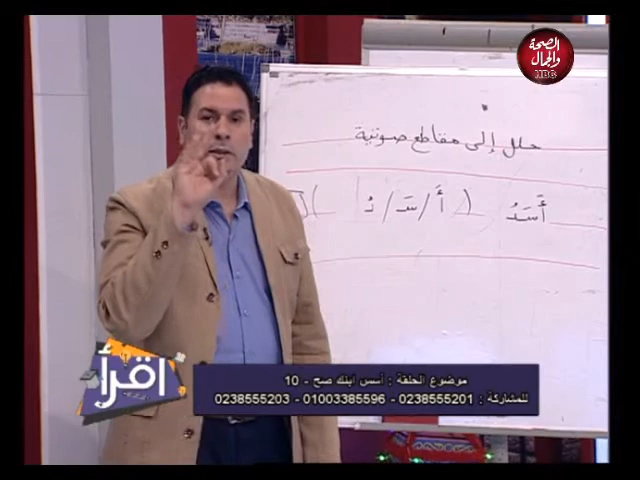 الصحة
والجمال
HBC
حلل إلى مقاطع صوتية
أَسَدُ ( أَ / سَـ / دُ )
اقرأ
موضوع الحلقة : أسس ابنك صح - 10
للمشاركة : 0238555201 - 01003385596 - 0238555203